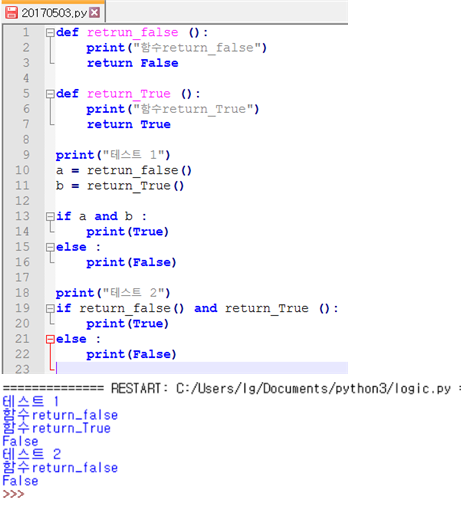 20170503.py
1 def retrun_false ():
2 print("함수return_false")
3 return False
4
5 def return_True ():
6 print("함수return_True")
7 return True
8
9 print("테스트 1")
10 a = retrun_false()
11 b = return_True()
12
13 if a and b :
14 print(True)
15 else :
16 print(False)
17
18 print("테스트 2")
19 if return_false() and return_True ():
20 print(True)
21 else :
22 print(False)
23
============== RESTART: C:/Users/lg/Documents/python3/logic.py =
테스트 1
함수return_false
함수return_True
False
테스트 2
함수return_false
False
>>>